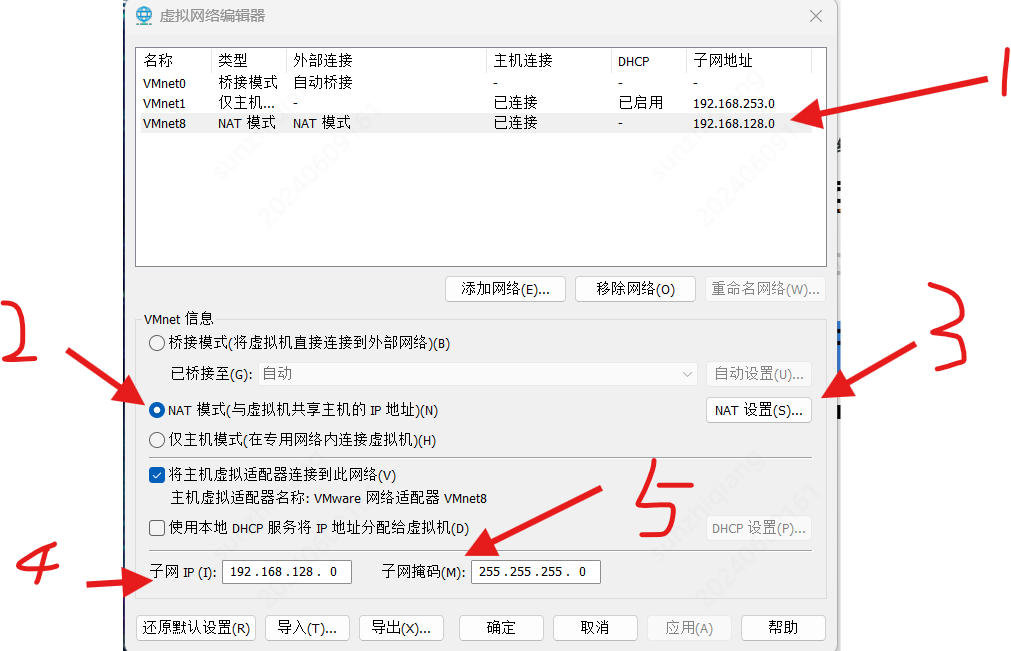 虚拟网络编辑器
名称 类型 外部连接 主机连接 DHCP 子网地址
VMnet0 桥接模式 自动桥接 - - -
VMnet1 仅主机... - 已连接 已启用 192.168.253.0
VMnet8 NAT 模式 NAT 模式 已连接 - 192.168.128.0
1
添加网络(E)... 移除网络(O) 重命名网络(W)...
VMnet 信息
2
桥接模式(将虚拟机直接连接到外部网络)(B)
3
已桥接至(G): 自动 自动设置(U)...
NAT 模式(与虚拟机共享主机的 IP 地址)(N) NAT 设置(S)...
仅主机模式(在专用网络内连接虚拟机)(H)
将主机虚拟适配器连接到此网络(V)
主机虚拟适配器名称: VMware 网络适配器 VMnet8
5
使用本地 DHCP 服务将 IP 地址分配给虚拟机(D) DHCP 设置(P)...
4
子网 IP (I): 192.168.128. 0 子网掩码(M): 255.255.255. 0
还原默认设置(R) 导入(T)... 导出(X)... 确定 取消 应用(A) 帮助